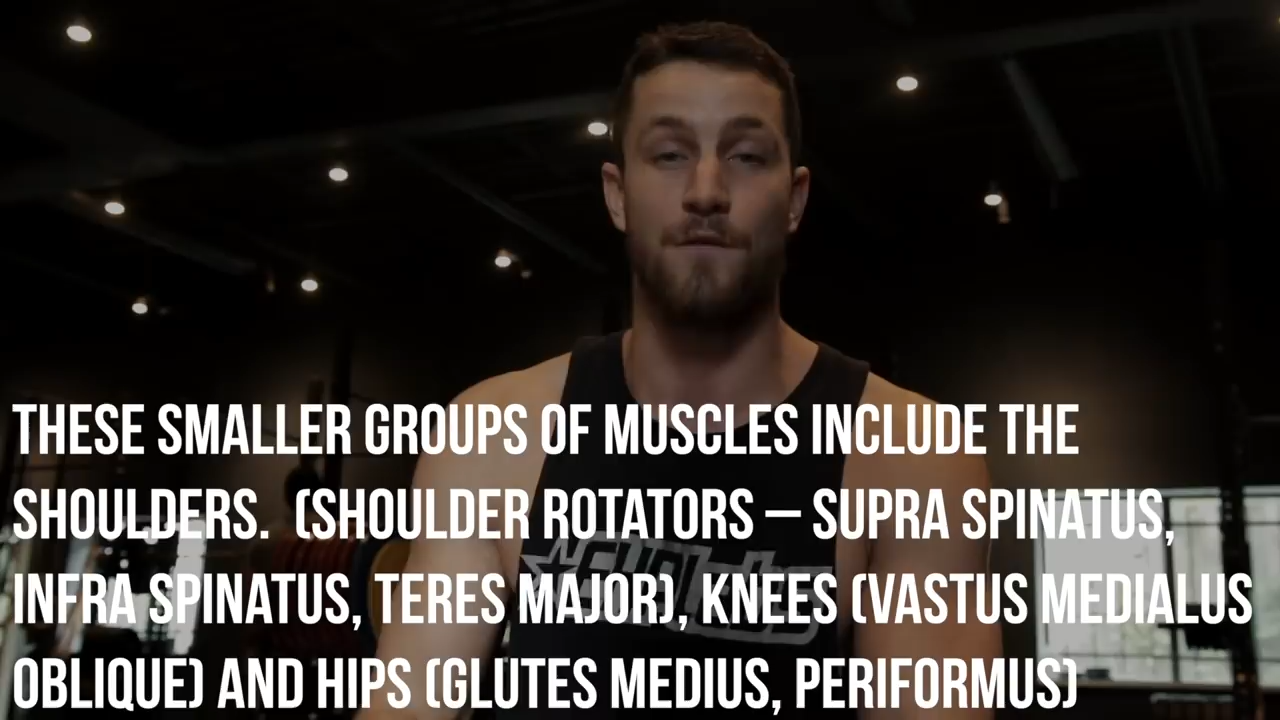 THESE SMALLER GROUPS OF MUSCLES INCLUDE THE
SHOULDERS. (SHOULDER ROTATORS – SUPRA SPINATUS,
INFRA SPINATUS, TERES MAJOR), KNEES (VASTUS MEDIALUS
OBLIQUE) AND HIPS (GLUTES MEDIUS, PERIFORMUS)